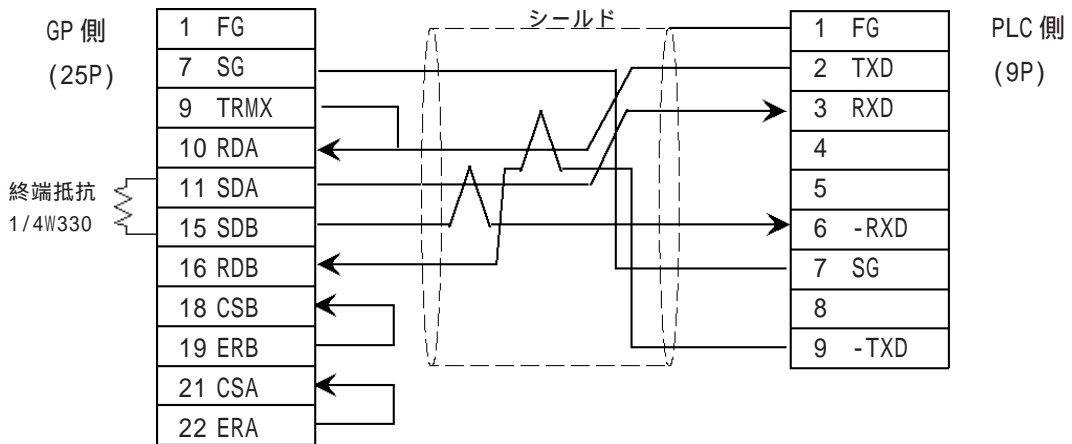 シールド
GP 側
(25P)
1 FG
7 SG
9 TRMX
10 RDA
11 SDA
15 SDB
16 RDB
18 CSB
19 ERB
21 CSA
22 ERA
終端抵抗
1/4W330
1 FG
2 TXD
3 RXD
4
5
6 -RXD
7 SG
8
9 -TXD
PLC 側
(9P)